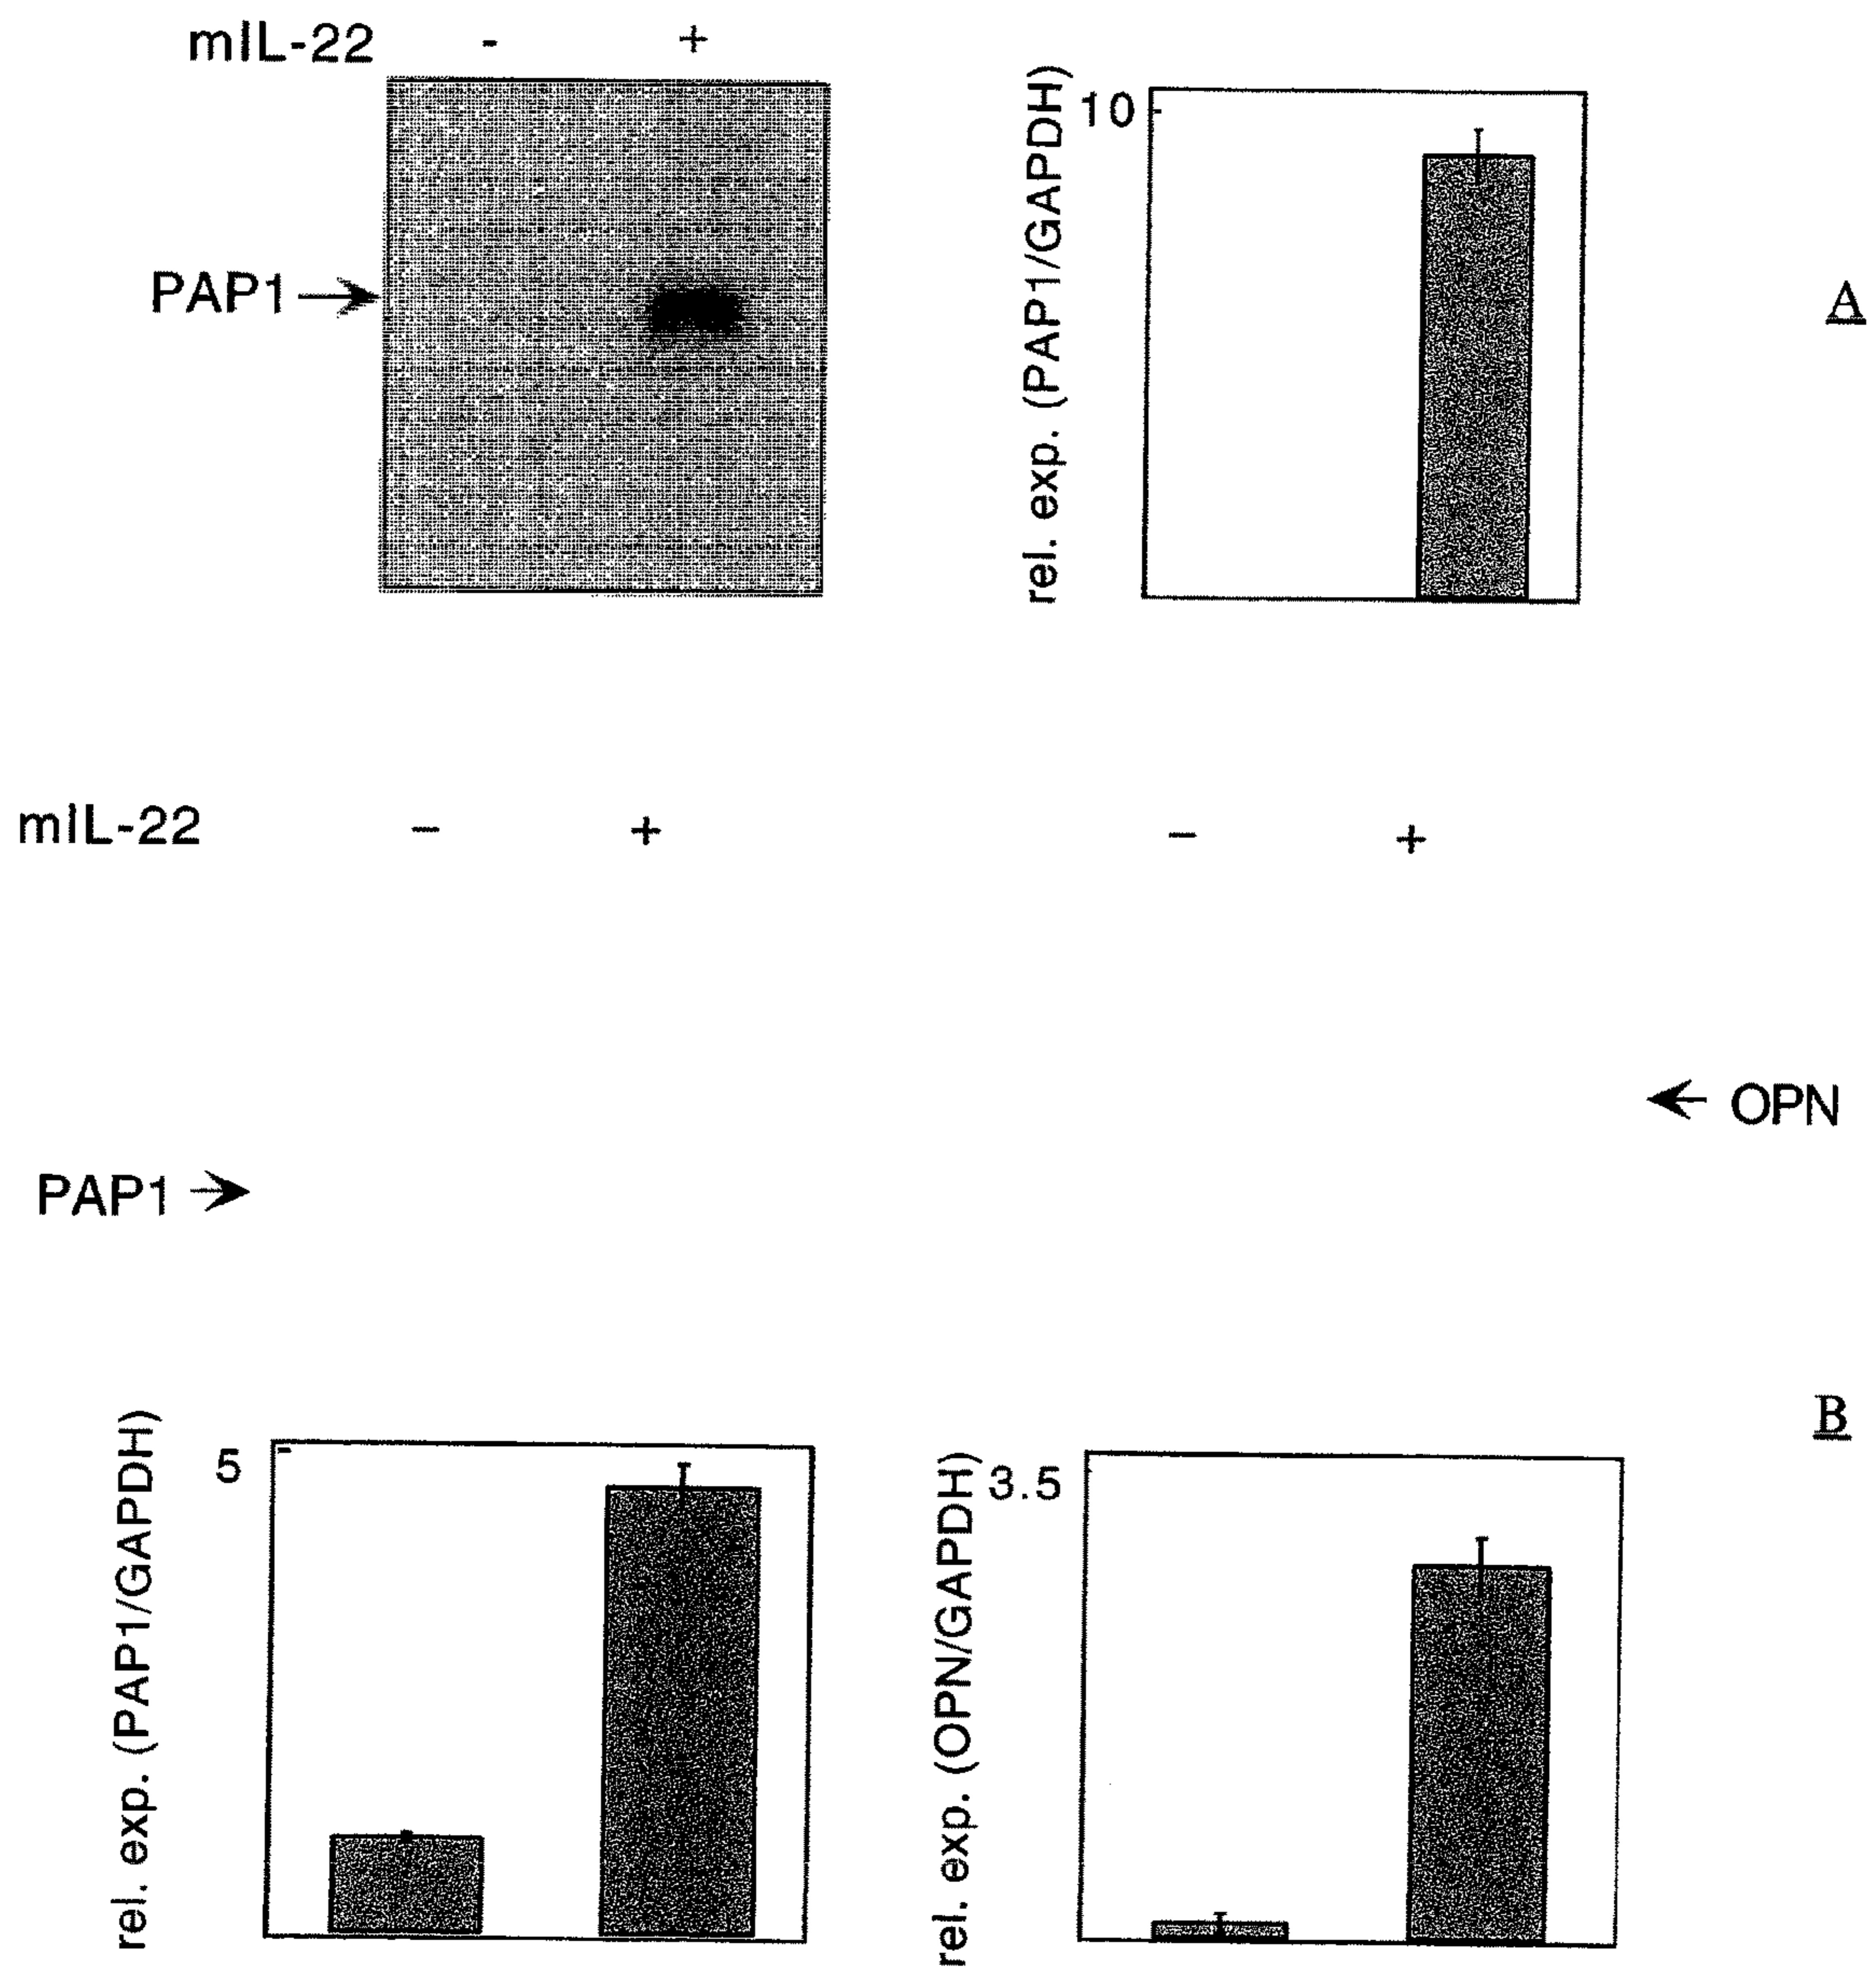 mIL-22 - +
10
rel. exp. (PAP1/GAPDH)
PAP1
A
mIL-22 – + – +
OPN
PAP1
B
5
rel. exp. (PAP1/GAPDH)
3.5
rel. exp. (OPN/GAPDH)